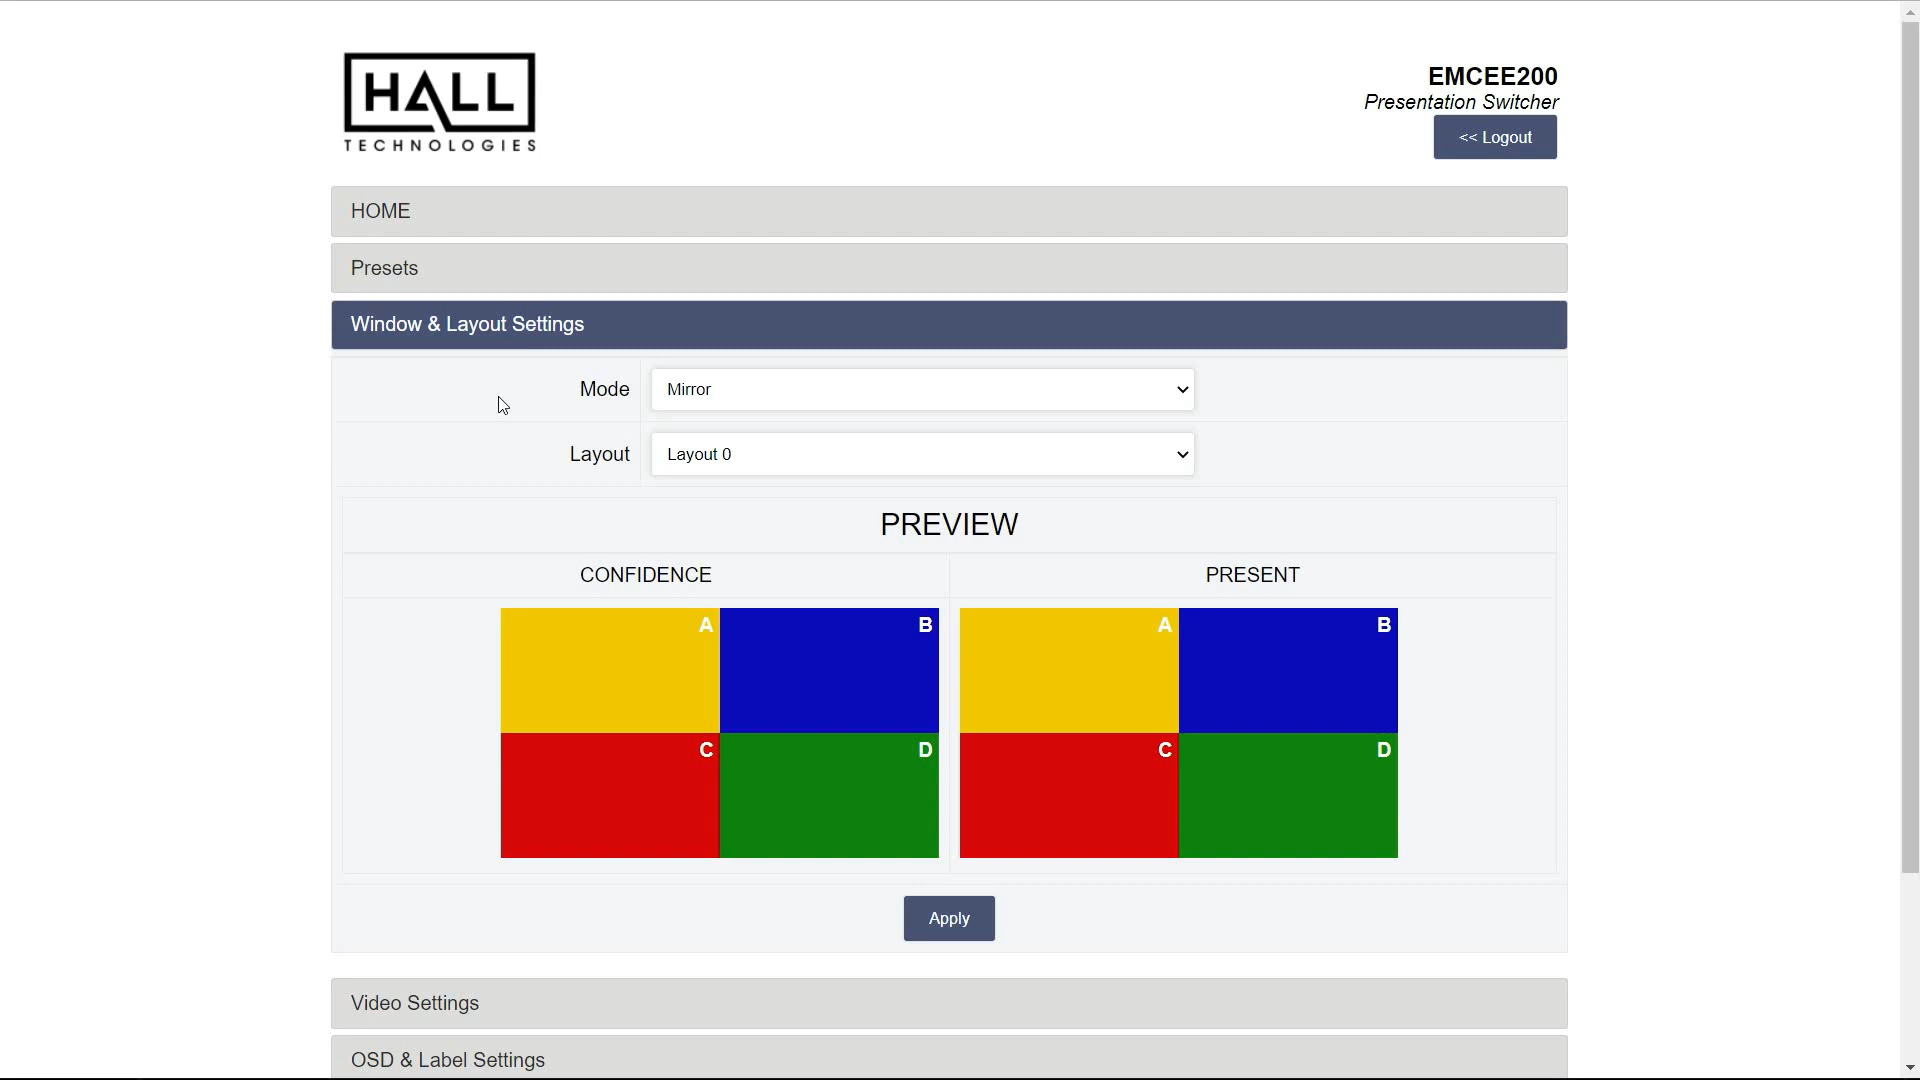 HALL
TECHNOLOGIES
EMCEE200
Presentation Switcher
<< Logout
HOME
Presets
Window & Layout Settings
Mode
Mirror
Layout
Layout 0
PREVIEW
CONFIDENCE
PRESENT
A
B
A
B
C
D
C
D
Apply
Video Settings
OSD & Label Settings